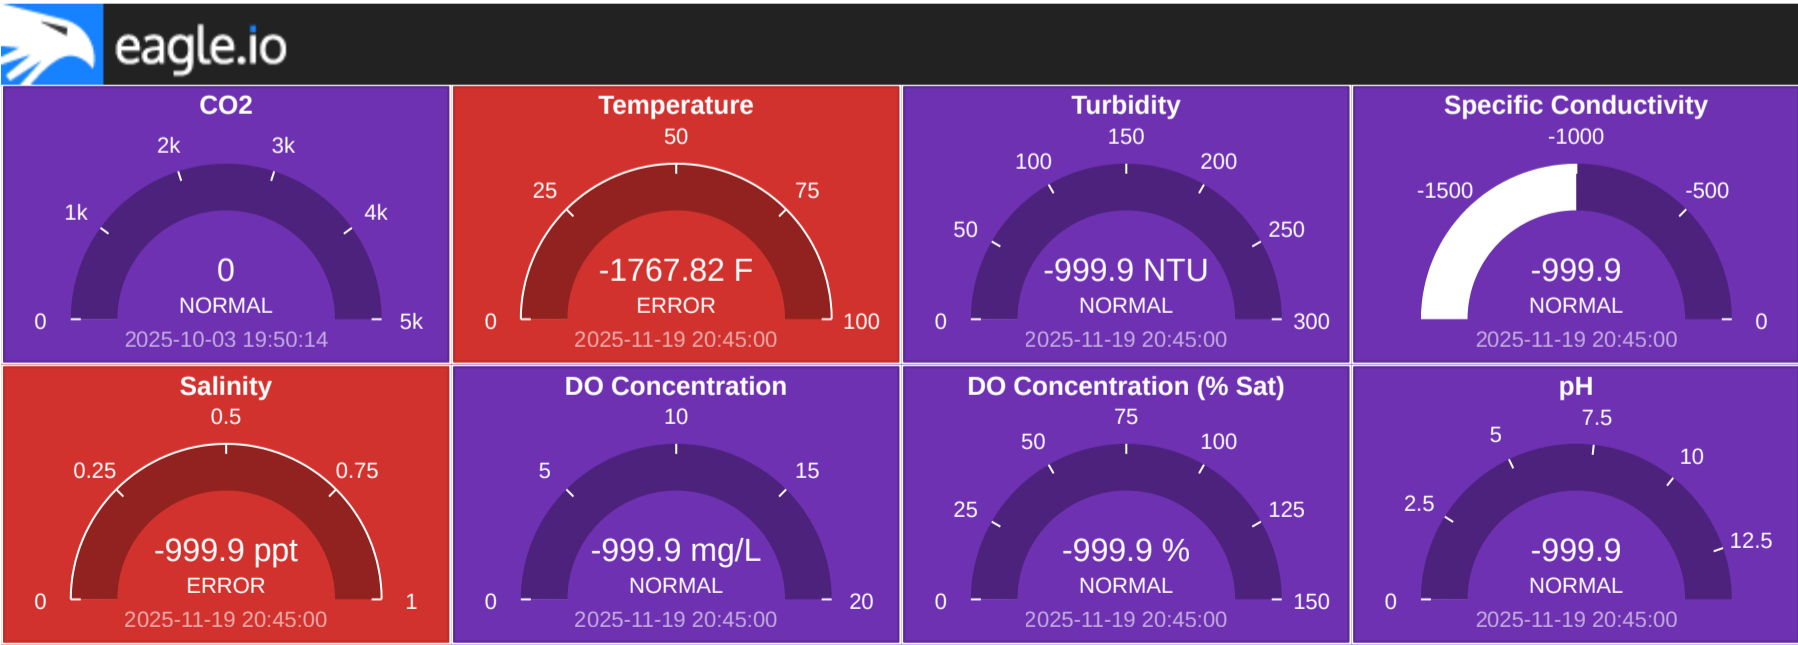 eagle.io
CO2
2k 3k
1k 4k
0
NORMAL
0 5k
2025-10-03 19:50:14
Temperature
50
25 75
-1767.82 F
ERROR
0 100
2025-11-19 20:45:00
Turbidity
150
100 200
50 250
-999.9 NTU
NORMAL
0 300
2025-11-19 20:45:00
Specific Conductivity
-1000
-1500 -500
-999.9
NORMAL
0
2025-11-19 20:45:00
Salinity
0.5
0.25 0.75
-999.9 ppt
ERROR
0 1
2025-11-19 20:45:00
DO Concentration
10
5 15
-999.9 mg/L
NORMAL
0 20
2025-11-19 20:45:00
DO Concentration (% Sat)
75
50 100
25 125
-999.9 %
NORMAL
0 150
2025-11-19 20:45:00
pH
7.5
5 10
2.5 12.5
-999.9
NORMAL
0
2025-11-19 20:45:00